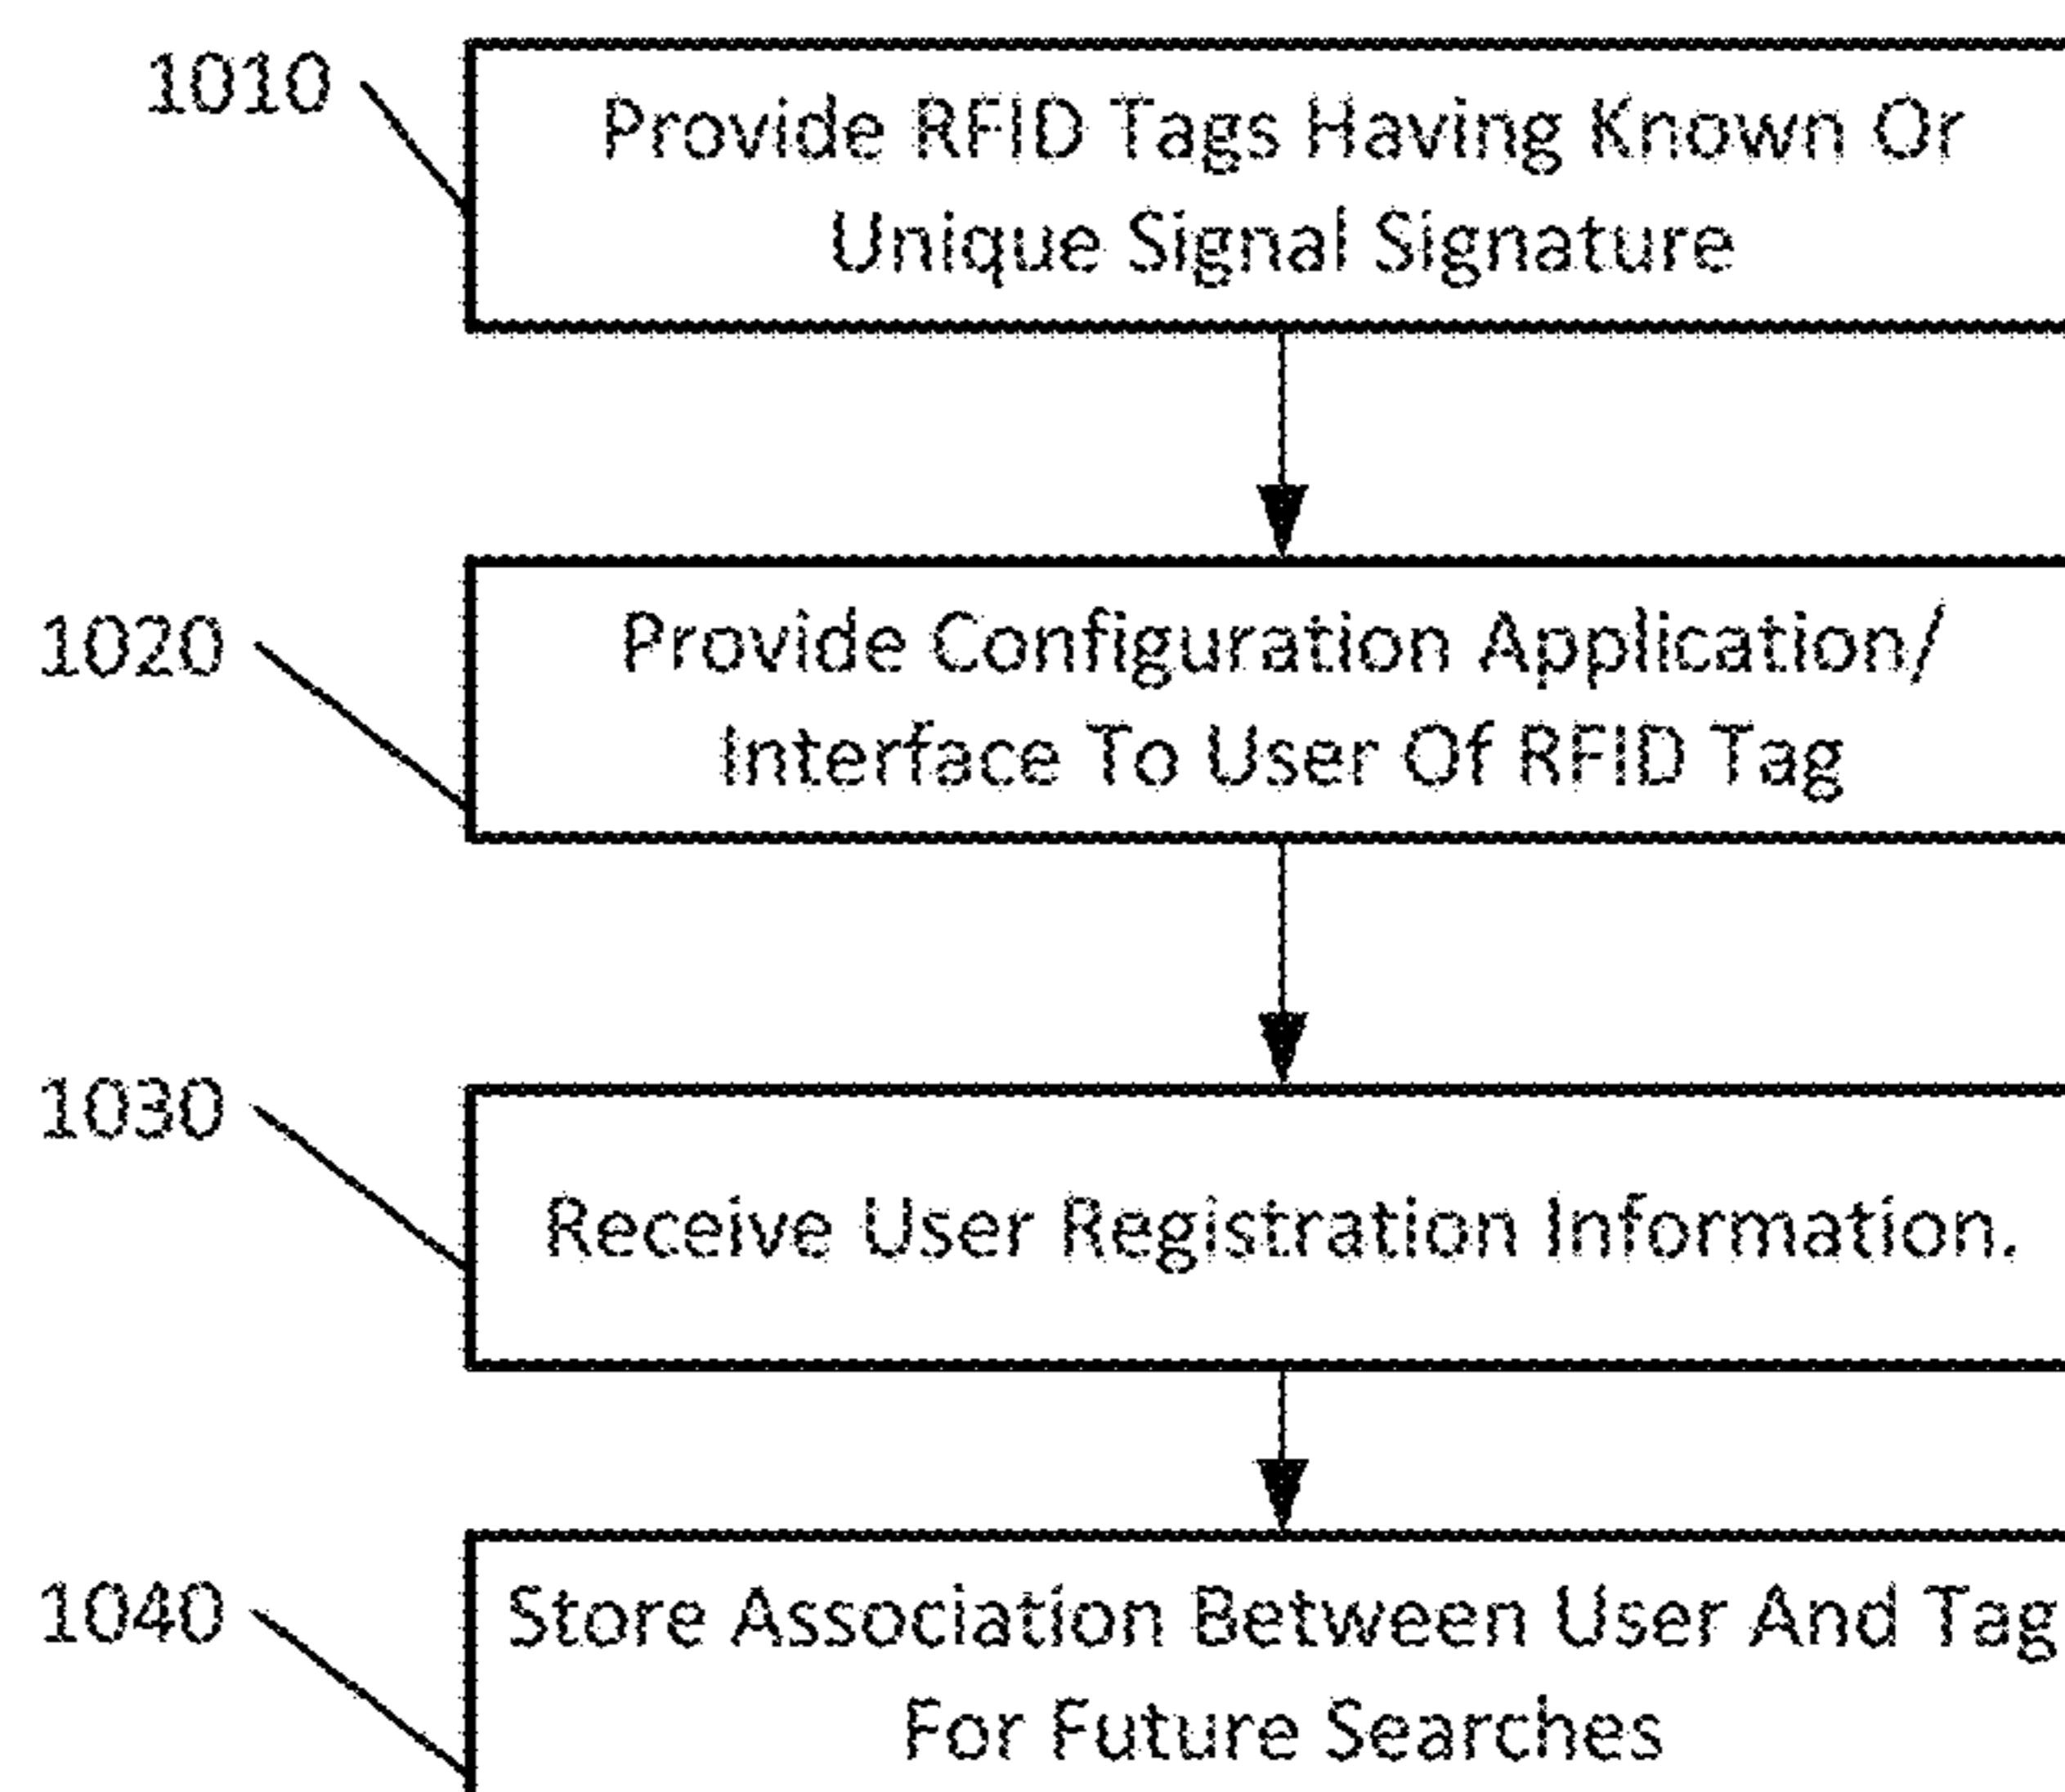 1010
Provide RFID Tags Having Known Or
Unique Signal Signature
1020
Provide Configuration Application/
Interface To User Of RFID Tag
1030
Receive User Registration Information.
1040
Store Association Between User And Tag
For Future Searches